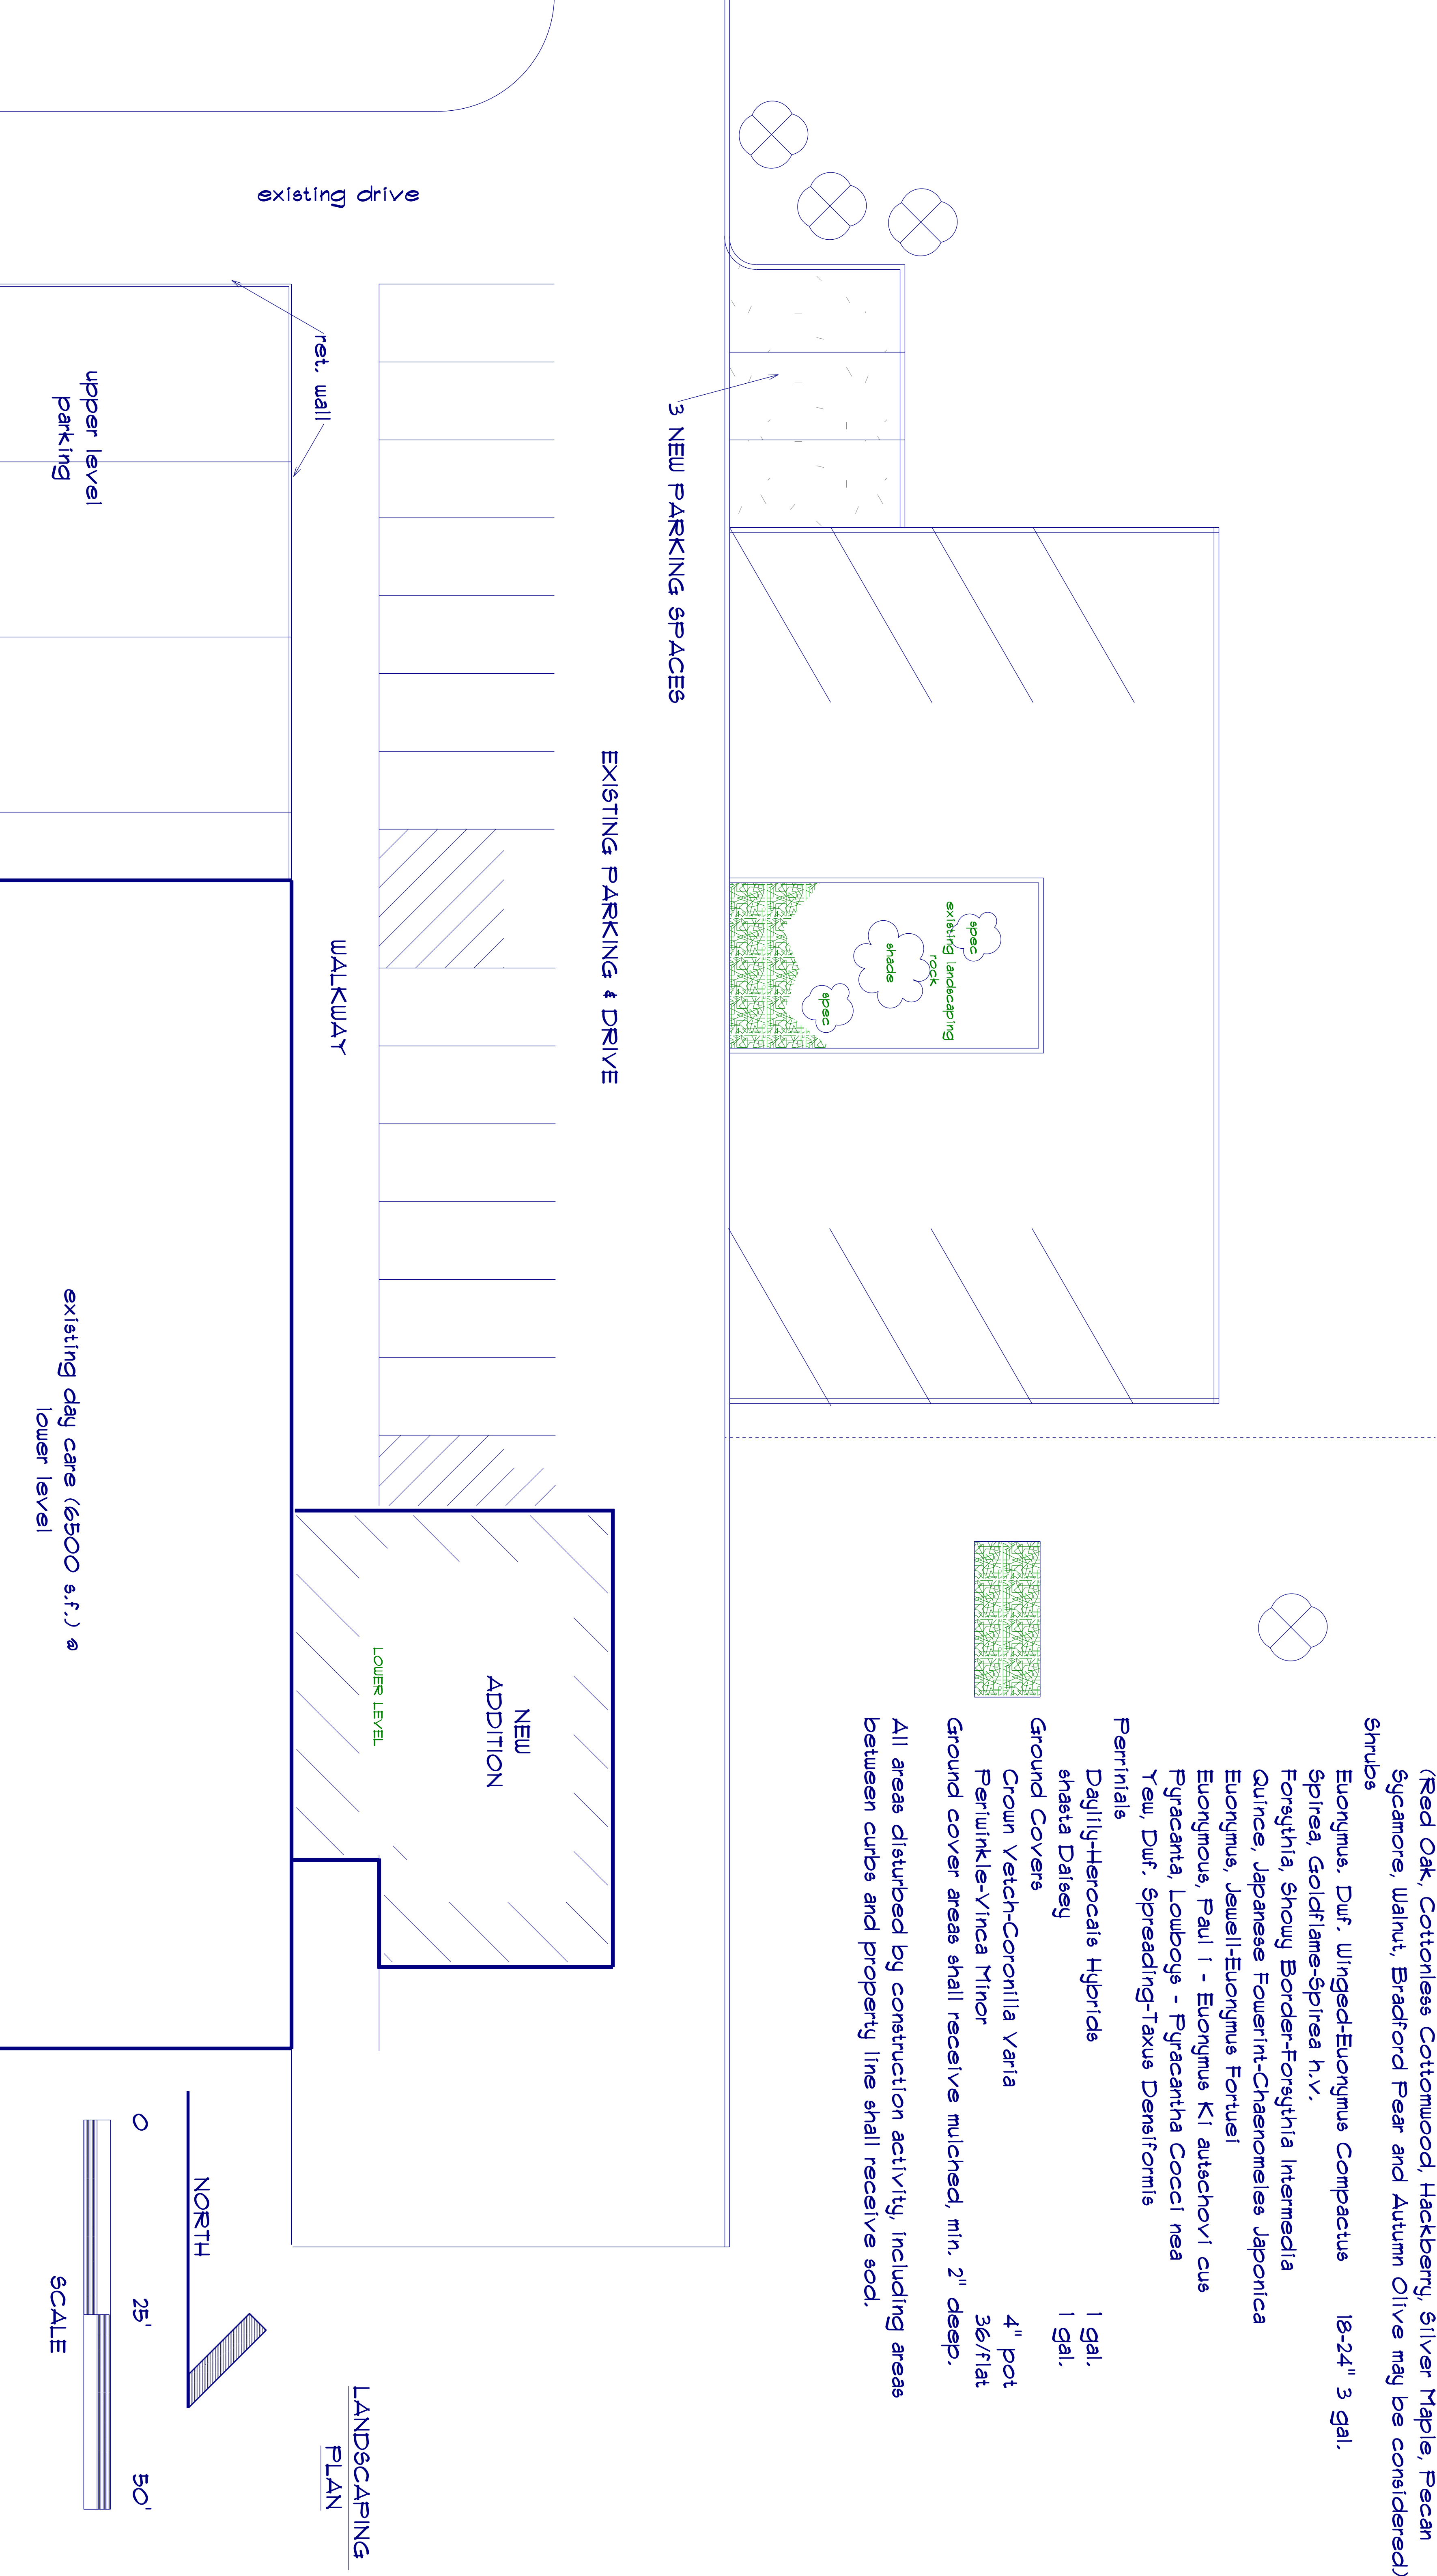 (Red Oak, Cottonless Cottomwood, Hackberry, Silver Maple, Pecan
Sycamore, Walnut, Bradford Pear and Autumn Olive may be considered)
Shrubs
Euonymus. Dwf. Winged-Euonymus Compactus 18-24" 3 gal.
Spirea, Goldflame-Spirea h.v.
Forsythia, Showy Border-Forsythia Intermedia
Quince, Japanese Fowerint-Chaenomeles Japonica
Euonymus, Jewell-Euonymus Fortuei
Euonymous, Paul i - Euonymus Ki autschovi cus
Pyracanta, Lowboys - Pyracantha Cocci nea
Yew, Dwf. Spreading-Taxus Densiformis
Perrinials
Daylily-Herocais Hybrids 1 gal.
shasta Daisey 1 gal.
Ground Covers
Crown Vetch-Coronilla Varia 4" pot
Periwinkle-Vinca Minor 36/flat
Ground cover areas shall receive mulched, min. 2" deep.
All areas disturbed by construction activity, including areas
between curbs and property line shall receive sod.
spec
existing landscaping
rock
shade
spec
3 NEW PARKING SPACES
EXISTING PARKING & DRIVE
existing drive
ret. wall
WALKWAY
upper level
parking
NEW
ADDITION
LOWER LEVEL
existing day care (6500 s.f.) @
lower level
LANDSCAPING
PLAN
NORTH
0 25' 50'
SCALE